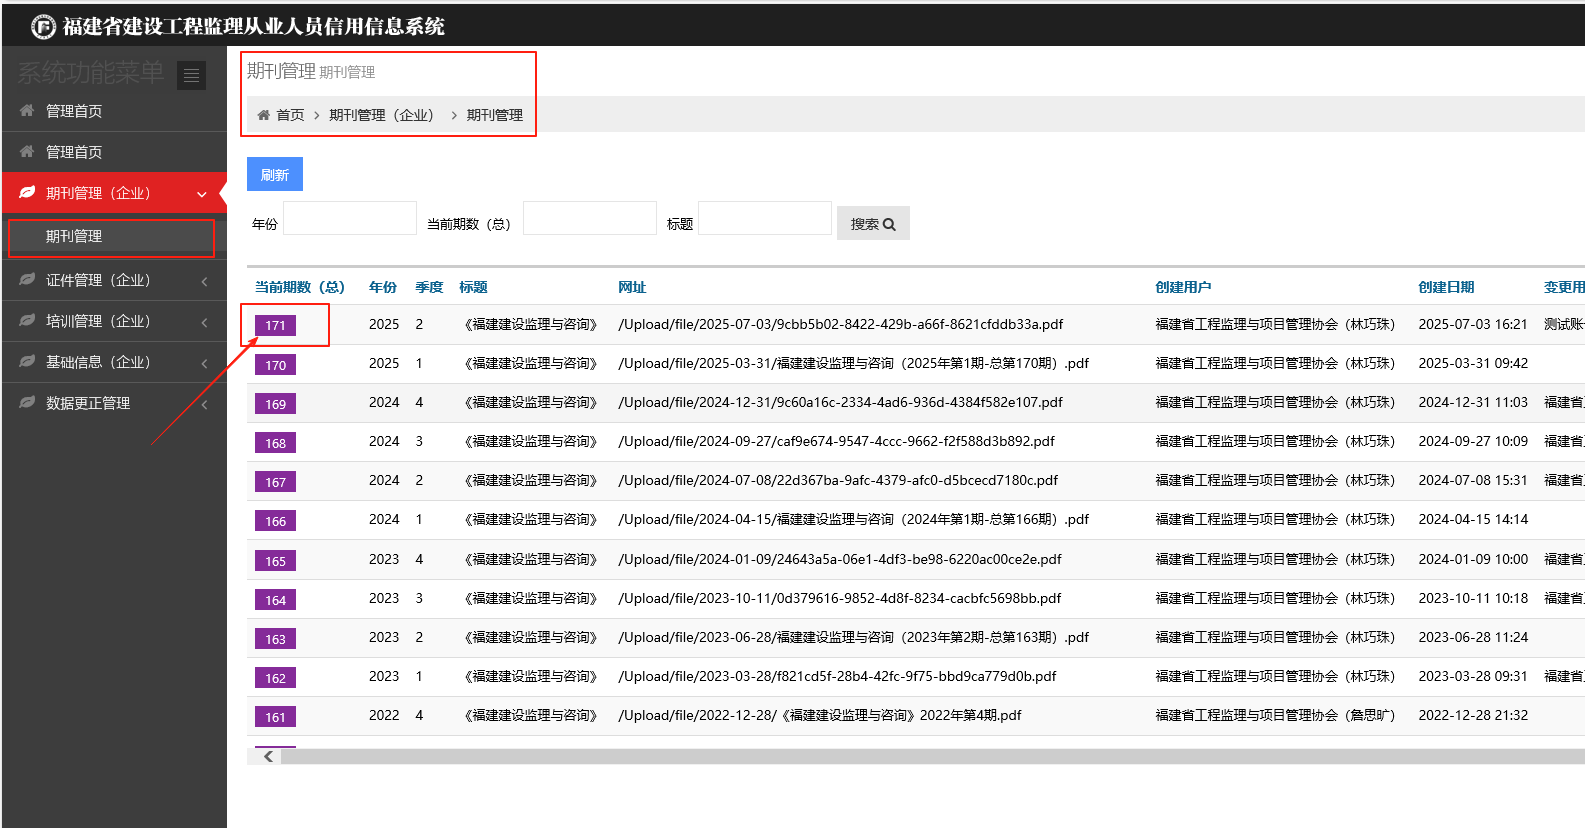 福建省建设工程监理从业人员信用信息系统
系统功能菜单
管理首页
管理首页
期刊管理（企业）
期刊管理
证件管理（企业）
培训管理（企业）
基础信息（企业）
数据更正管理
期刊管理 期刊管理
首页 > 期刊管理（企业） > 期刊管理
刷新
年份 当前期数（总） 标题 搜索
当前期数（总） 年份 季度 标题 网址 创建用户 创建日期 变更用
171 2025 2 《福建建设监理与咨询》 /Upload/file/2025-07-03/9cbb5b02-8422-429b-a66f-8621cfddb33a.pdf 福建省工程监理与项目管理协会（林巧珠） 2025-07-03 16:21 测试账
170 2025 1 《福建建设监理与咨询》 /Upload/file/2025-03-31/福建建设监理与咨询（2025年第1期-总第170期）.pdf 福建省工程监理与项目管理协会（林巧珠） 2025-03-31 09:42
169 2024 4 《福建建设监理与咨询》 /Upload/file/2024-12-31/9c60a16c-2334-4ad6-936d-4384f582e107.pdf 福建省工程监理与项目管理协会（林巧珠） 2024-12-31 11:03 福建省
168 2024 3 《福建建设监理与咨询》 /Upload/file/2024-09-27/caf9e674-9547-4ccc-9662-f2f588d3b892.pdf 福建省工程监理与项目管理协会（林巧珠） 2024-09-27 10:09 福建省
167 2024 2 《福建建设监理与咨询》 /Upload/file/2024-07-08/22d367ba-9afc-4379-afc0-d5bcecd7180c.pdf 福建省工程监理与项目管理协会（林巧珠） 2024-07-08 15:31 福建省
166 2024 1 《福建建设监理与咨询》 /Upload/file/2024-04-15/福建建设监理与咨询（2024年第1期-总第166期）.pdf 福建省工程监理与项目管理协会（林巧珠） 2024-04-15 14:14
165 2023 4 《福建建设监理与咨询》 /Upload/file/2024-01-09/24643a5a-06e1-4df3-be98-6220ac00ce2e.pdf 福建省工程监理与项目管理协会（林巧珠） 2024-01-09 10:00 福建省
164 2023 3 《福建建设监理与咨询》 /Upload/file/2023-10-11/0d379616-9852-4d8f-8234-cacbfc5698bb.pdf 福建省工程监理与项目管理协会（林巧珠） 2023-10-11 10:18 福建省
163 2023 2 《福建建设监理与咨询》 /Upload/file/2023-06-28/福建建设监理与咨询（2023年第2期-总第163期）.pdf 福建省工程监理与项目管理协会（林巧珠） 2023-06-28 11:24
162 2023 1 《福建建设监理与咨询》 /Upload/file/2023-03-28/f821cd5f-28b4-42fc-9f75-bbd9ca779d0b.pdf 福建省工程监理与项目管理协会（林巧珠） 2023-03-28 09:31 福建省
161 2022 4 《福建建设监理与咨询》 /Upload/file/2022-12-28/《福建建设监理与咨询》2022年第4期.pdf 福建省工程监理与项目管理协会（詹思旷） 2022-12-28 21:32